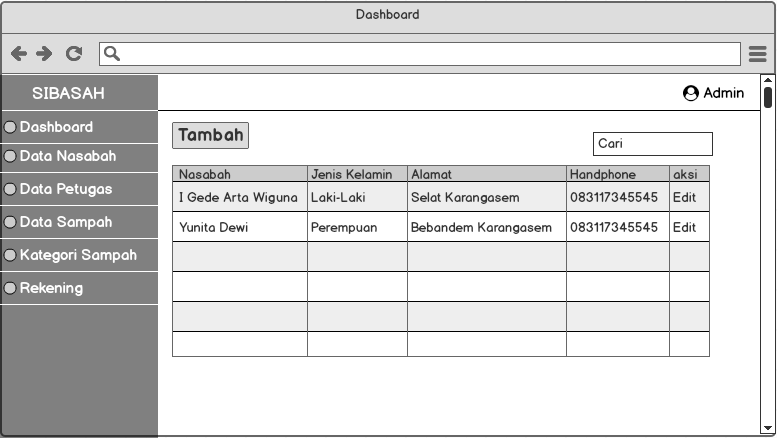 Dashboard
SIBASAH
Admin
Dashboard
Data Nasabah
Data Petugas
Data Sampah
Kategori Sampah
Rekening
Tambah
Cari
Nasabah Jenis Kelamin Alamat Handphone aksi
I Gede Arta Wiguna Laki-Laki Selat Karangasem 083117345545 Edit
Yunita Dewi Perempuan Bebandem Karangasem 083117345545 Edit